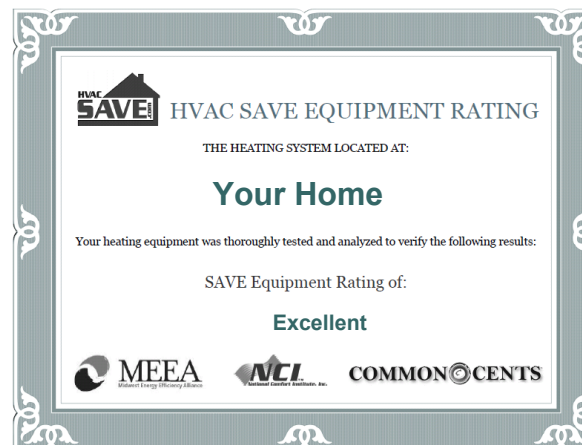 HVAC
SAVE
.com
HVAC SAVE EQUIPMENT RATING
THE HEATING SYSTEM LOCATED AT:
Your Home
Your heating equipment was thoroughly tested and analyzed to verify the following results:
SAVE Equipment Rating of:
Excellent
MEEA
Midwest Energy Efficiency Alliance
NCI
National Comfort Institute, Inc.
COMMON CENTS